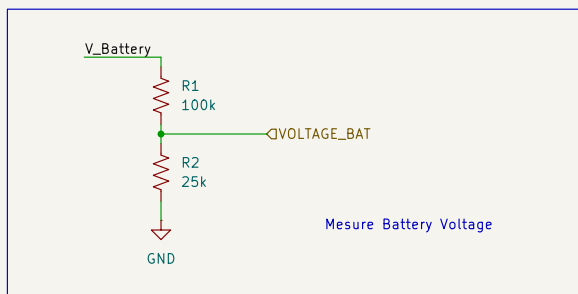 V_Battery
R1
100k
VOLTAGE_BAT
R2
25k
Mesure Battery Voltage
GND